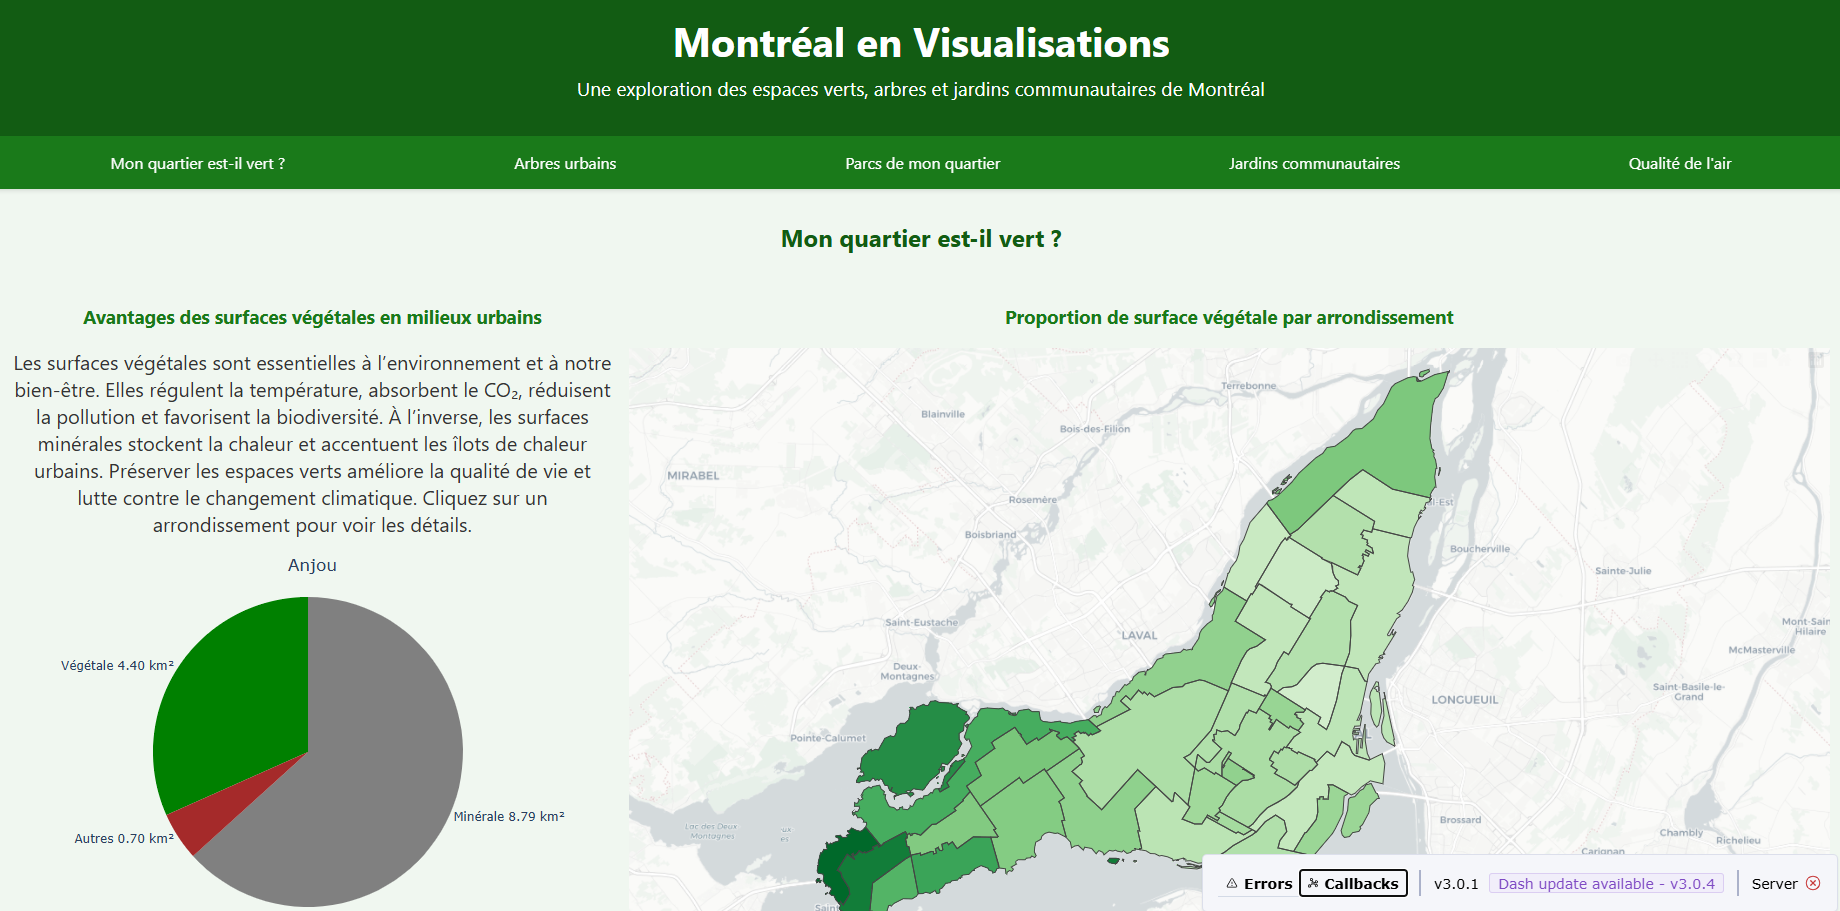 Montréal en Visualisations
Une exploration des espaces verts, arbres et jardins communautaires de Montréal
Mon quartier est-il vert ?
Arbres urbains
Parcs de mon quartier
Jardins communautaires
Qualité de l'air
Mon quartier est-il vert ?
Avantages des surfaces végétales en milieux urbains
Les surfaces végétales sont essentielles à l’environnement et à notre
bien-être. Elles régulent la température, absorbent le CO₂, réduisent
la pollution et favorisent la biodiversité. À l’inverse, les surfaces
minérales stockent la chaleur et accentuent les îlots de chaleur
urbains. Préserver les espaces verts améliore la qualité de vie et
lutte contre le changement climatique. Cliquez sur un
arrondissement pour voir les détails.
Anjou
Végétale 4.40 km²
Autres 0.70 km²
Minérale 8.79 km²
Proportion de surface végétale par arrondissement
Terrebonne
Blainville
Bois-des-Filion
MIRABEL
Rosemère
Boisbriand
Boucherville
Sainte-Julie
Saint-Eustache
LAVAL
Mont-Sain
Hilaire
McMasterville
Deux-
Montagnes
LONGUEUIL
Saint-Basile-le-
Grand
Pointe-Calumet
Lac des Deux
Montagnes
Brossard
Chambly
Richelieu
Carignan
Errors
Callbacks
v3.0.1
Dash update available - v3.0.4
Server